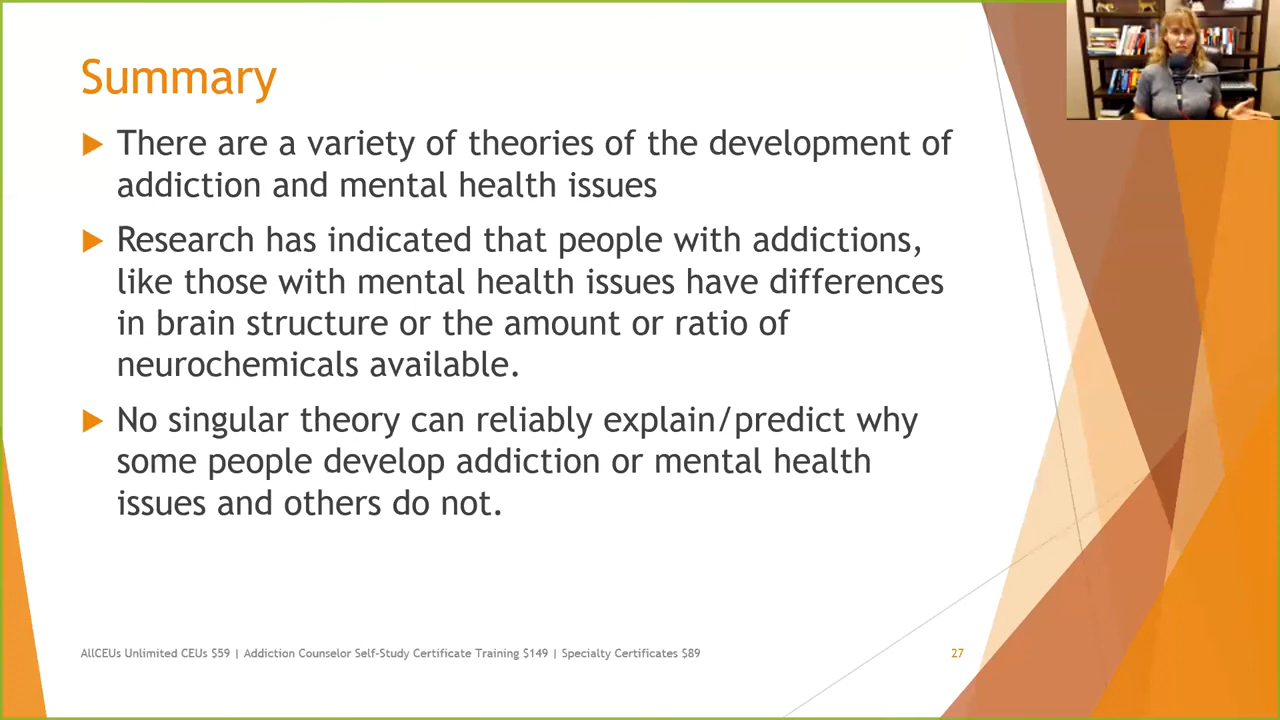 Summary
There are a variety of theories of the development of
addiction and mental health issues
Research has indicated that people with addictions,
like those with mental health issues have differences
in brain structure or the amount or ratio of
neurochemicals available.
No singular theory can reliably explain/predict why
some people develop addiction or mental health
issues and others do not.
AllCEUs Unlimited CEUs $59 | Addiction Counselor Self-Study Certificate Training $149 | Specialty Certificates $89
27